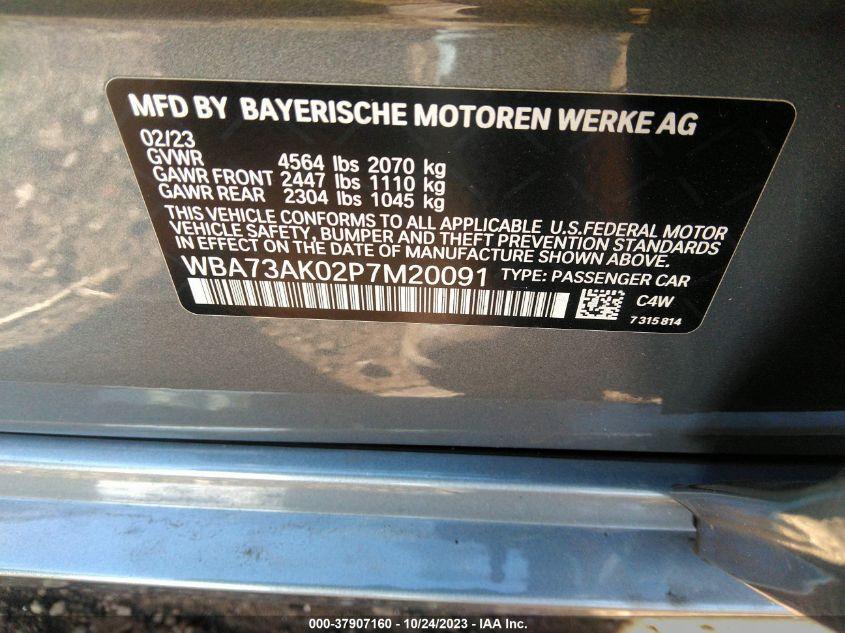 MFD BY BAYERISCHE MOTOREN WERKE AG
02/23
GVWR 4564 lbs 2070 kg
GAWR FRONT 2447 lbs 1110 kg
GAWR REAR 2304 lbs 1045 kg
THIS VEHICLE CONFORMS TO ALL APPLICABLE U.S.FEDERAL MOTOR
VEHICLE SAFETY, BUMPER AND THEFT PREVENTION STANDARDS
IN EFFECT ON THE DATE OF MANUFACTURE SHOWN ABOVE.
WBA73AK02P7M20091 TYPE: PASSENGER CAR
C4W
7315814
000-37907160 - 10/24/2023 - IAA Inc.